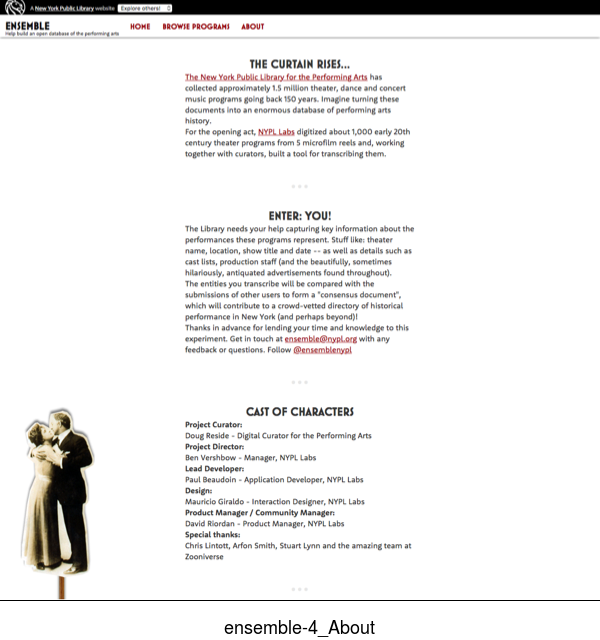 A New York Public Library website Explore others!
ENSEMBLE
Help build an open database of the performing arts
HOME BROWSE PROGRAMS ABOUT
THE CURTAIN RISES...
The New York Public Library for the Performing Arts has
collected approximately 1.5 million theater, dance and concert
music programs going back 150 years. Imagine turning these
documents into an enormous database of performing arts
history.
For the opening act, NYPL Labs digitized about 1,000 early 20th
century theater programs from 5 microfilm reels and, working
together with curators, built a tool for transcribing them.
ENTER: YOU!
The Library needs your help capturing key information about the
performances these programs represent. Stuff like: theater
name, location, show title and date -- as well as details such as
cast lists, production staff (and the beautifully, sometimes
hilariously, antiquated advertisements found throughout).
The entities you transcribe will be compared with the
submissions of other users to form a "consensus document",
which will contribute to a crowd-vetted directory of historical
performance in New York (and perhaps beyond)!
Thanks in advance for lending your time and knowledge to this
experiment. Get in touch at ensemble@nypl.org with any
feedback or questions. Follow @ensemblenypl
CAST OF CHARACTERS
Project Curator:
Doug Reside - Digital Curator for the Performing Arts
Project Director:
Ben Vershbow - Manager, NYPL Labs
Lead Developer:
Paul Beaudoin - Application Developer, NYPL Labs
Design:
Mauricio Giraldo - Interaction Designer, NYPL Labs
Product Manager / Community Manager:
David Riordan - Product Manager, NYPL Labs
Special thanks:
Chris Lintott, Arfon Smith, Stuart Lynn and the amazing team at
Zooniverse
ensemble-4_About